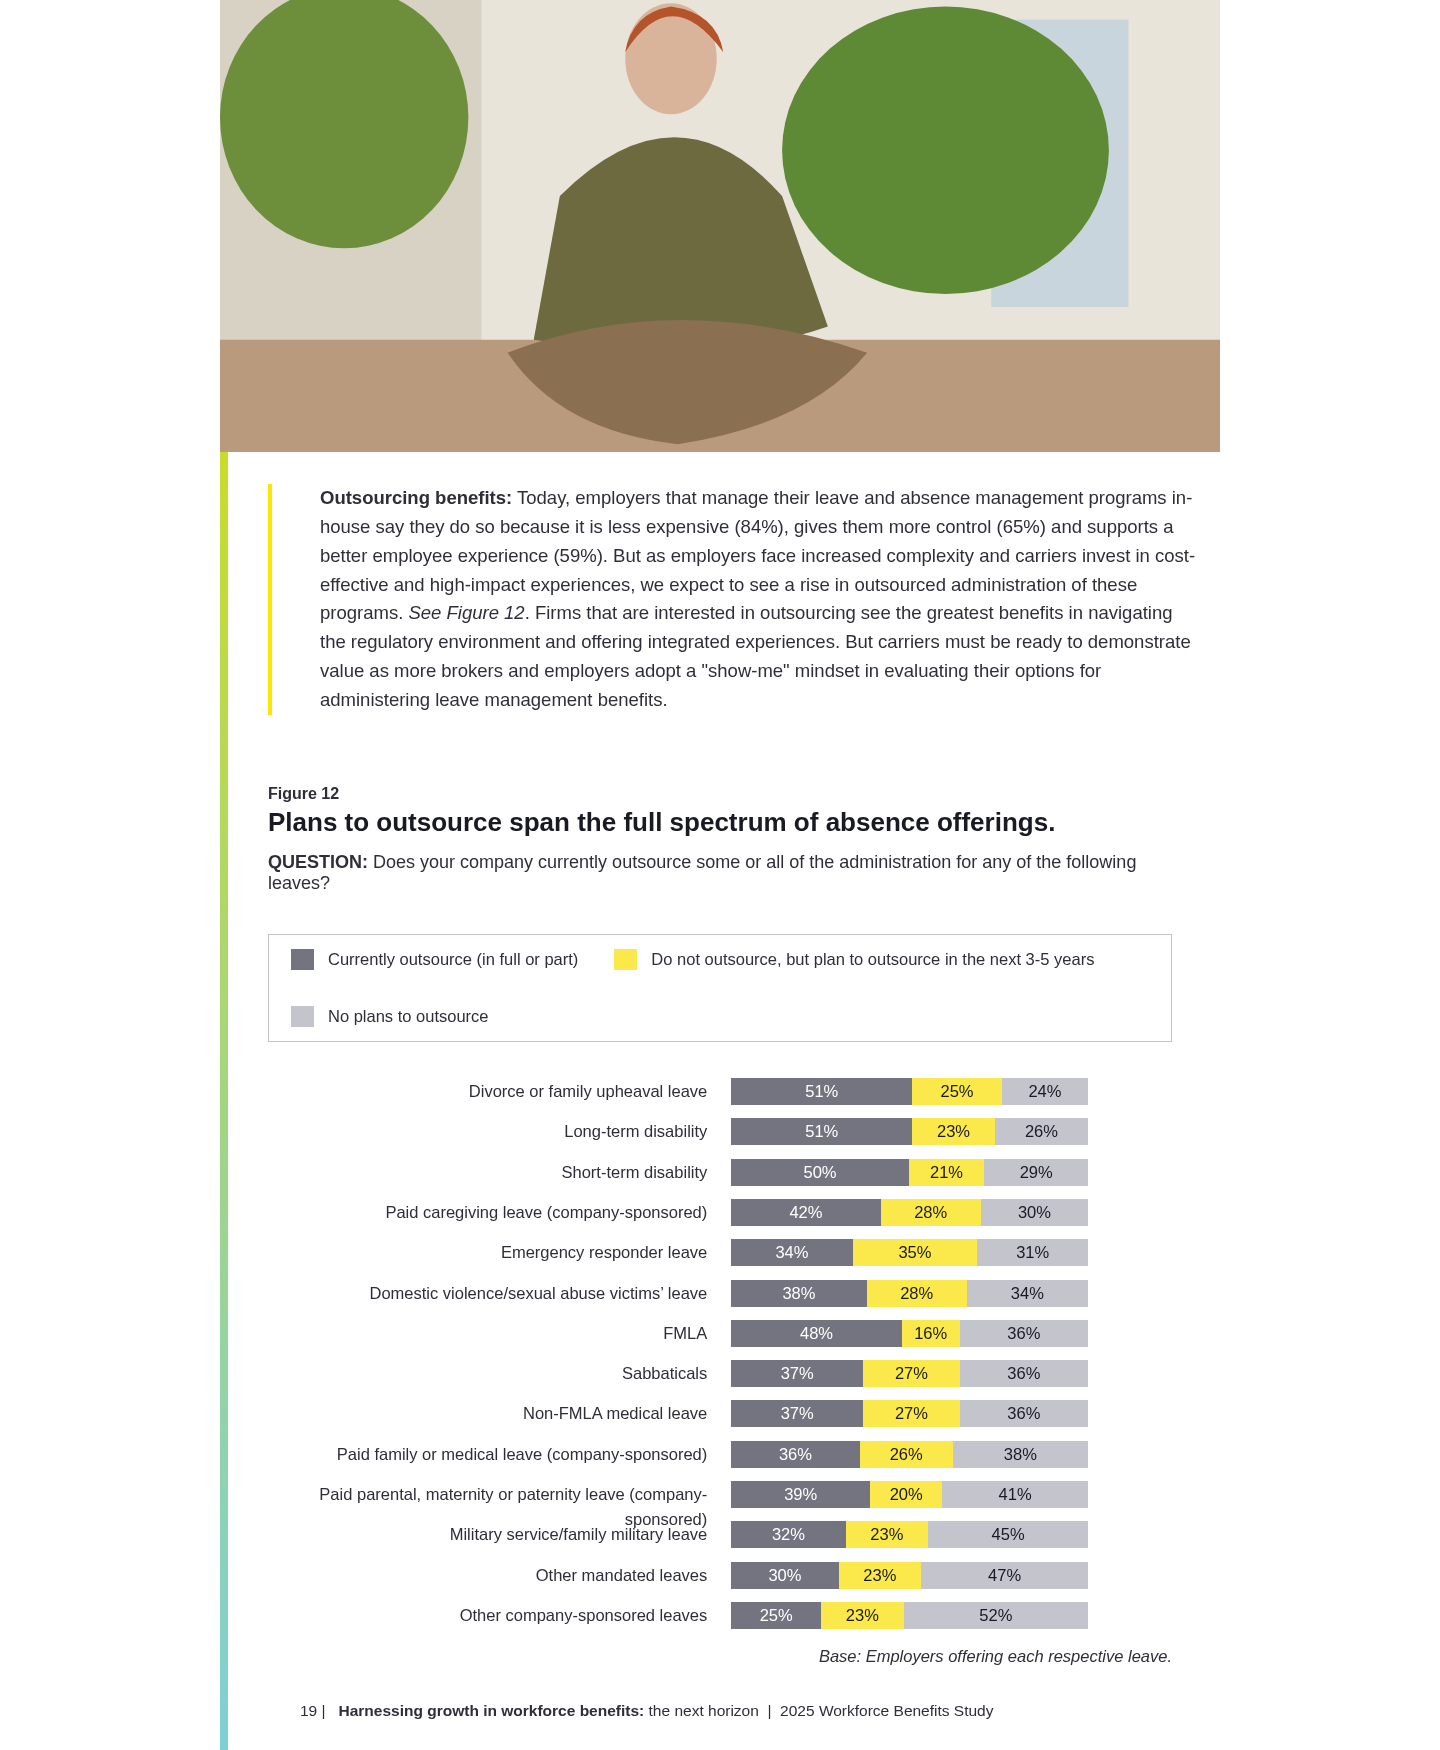 Outsourcing benefits: Today, employers that manage their leave and absence management programs in-
house say they do so because it is less expensive (84%), gives them more control (65%) and supports a
better employee experience (59%). But as employers face increased complexity and carriers invest in cost-
effective and high-impact experiences, we expect to see a rise in outsourced administration of these
programs. See Figure 12. Firms that are interested in outsourcing see the greatest benefits in navigating
the regulatory environment and offering integrated experiences. But carriers must be ready to demonstrate
value as more brokers and employers adopt a "show-me" mindset in evaluating their options for
administering leave management benefits.
Figure 12
Plans to outsource span the full spectrum of absence offerings.
QUESTION: Does your company currently outsource some or all of the administration for any of the following
leaves?
Currently outsource (in full or part) Do not outsource, but plan to outsource in the next 3-5 years
No plans to outsource
Divorce or family upheaval leave 51% 25% 24%
Long-term disability 51% 23% 26%
Short-term disability 50% 21% 29%
Paid caregiving leave (company-sponsored) 42% 28% 30%
Emergency responder leave 34% 35% 31%
Domestic violence/sexual abuse victims’ leave 38% 28% 34%
FMLA 48% 16% 36%
Sabbaticals 37% 27% 36%
Non-FMLA medical leave 37% 27% 36%
Paid family or medical leave (company-sponsored) 36% 26% 38%
Paid parental, maternity or paternity leave (company- 39% 20% 41%
sponsored)
Military service/family military leave 32% 23% 45%
Other mandated leaves 30% 23% 47%
Other company-sponsored leaves 25% 23% 52%
Base: Employers offering each respective leave.
19 | Harnessing growth in workforce benefits: the next horizon | 2025 Workforce Benefits Study